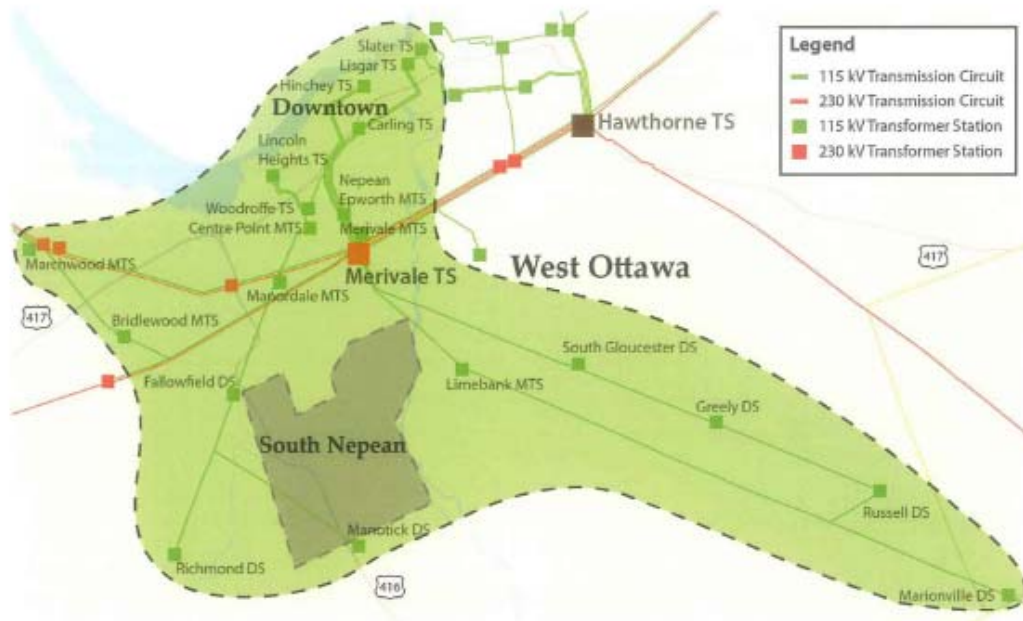 Slater TS
Lisgar TS
Hinchey TS
Downtown
Carling TS
Lincoln
Heights TS
Nepean
Epworth MTS
Woodroffe TS
Centre Point MTS
Merivale MTS
Merivale TS
Marchwood MTS
Manordale MTS
417
Bridlewood MTS
Fallowfield DS
South Nepean
Manotick DS
Richmond DS
416
Limebank MTS
South Gloucester DS
Greely DS
Russell DS
Marionville DS
West Ottawa
417
Hawthorne TS
Legend
115 kV Transmission Circuit
230 kV Transmission Circuit
115 kV Transformer Station
230 kV Transformer Station